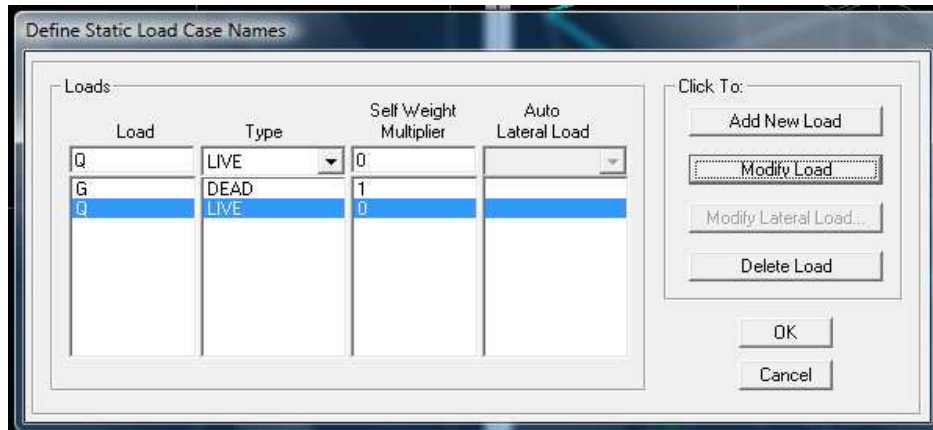 Define Static Load Case Names
Loads
Load Type Self Weight Multiplier Auto Lateral Load
Q LIVE 0
G DEAD 1
Q LIVE 0
Click To:
Add New Load
Modify Load
Modify Lateral Load...
Delete Load
OK
Cancel